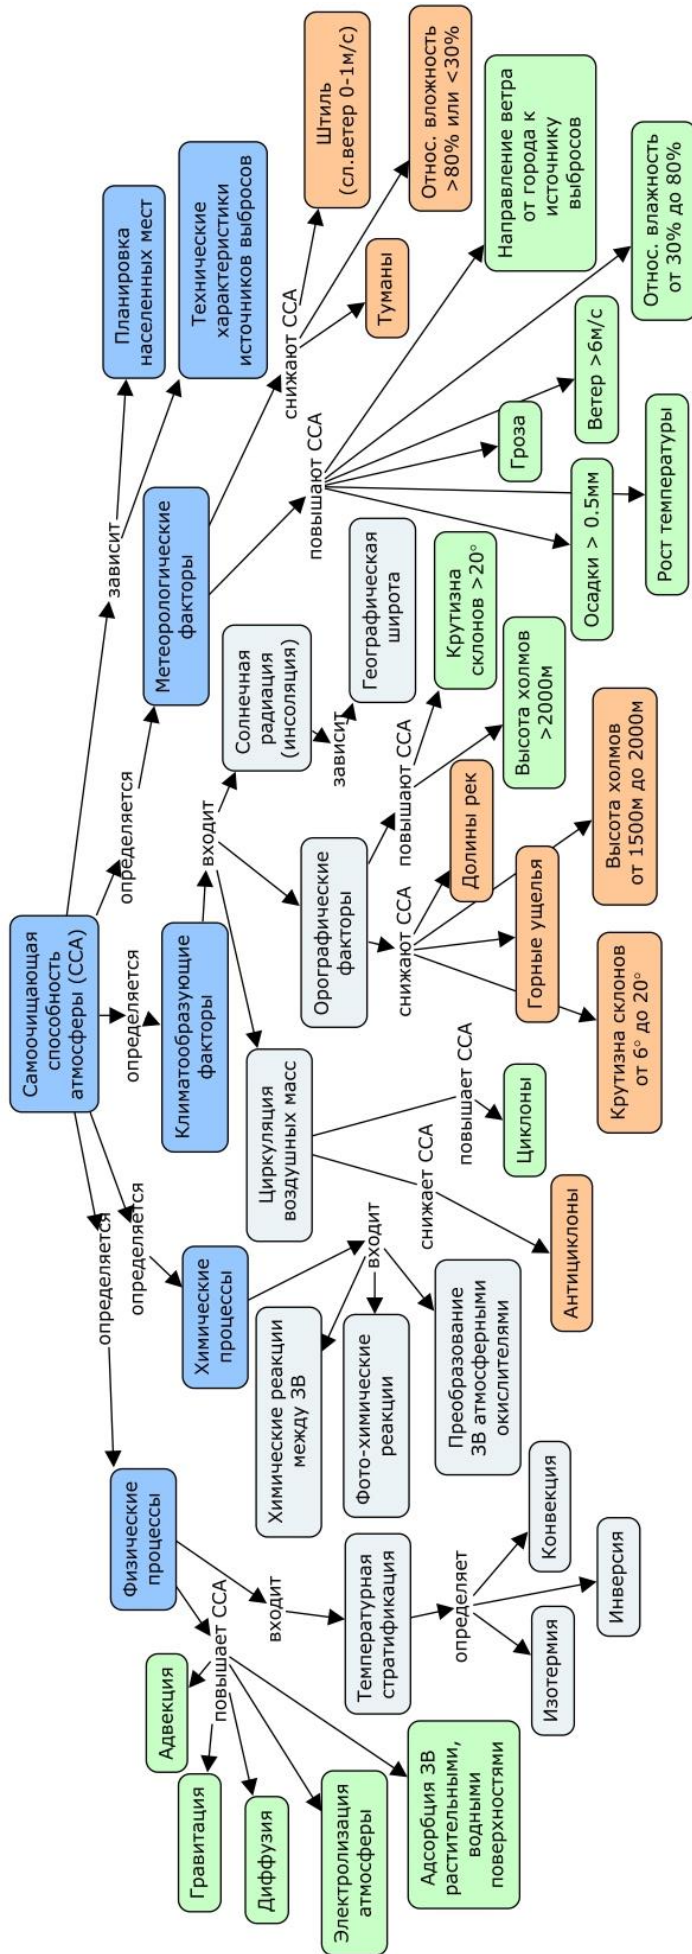 Самоочищающая
способность
атмосферы (ССА)
определяется
определяется
определяется
определяется
зависит
Физические
процессы
Химические
процессы
Климатообразующие
факторы
Метеорологические
факторы
Планировка
населенных мест
Технические
характеристики
источников выбросов
повышает ССА
Адвекция
Гравитация
Диффузия
Электролизация
атмосферы
Адсорбция ЗВ
растительными,
водными
поверхностями
входит
Температурная
стратификация
определяет
Изотермия
Инверсия
Конвекция
входит
Химические реакции
между ЗВ
Фото-химические
реакции
Преобразование
ЗВ атмосферными
окислителями
входит
Циркуляция
воздушных масс
снижает ССА
Антициклоны
повышает ССА
Циклоны
Орографические
факторы
снижают ССА
Крутизна склонов
от 6° до 20°
Горные ущелья
Долины рек
Высота холмов
от 1500м до 2000м
повышают ССА
Высота холмов
>2000м
Крутизна
склонов >20°
Солнечная
радиация
(инсоляция)
зависит
Географическая
широта
повышают ССА
Осадки > 0.5мм
Рост температуры
Гроза
Ветер >6м/с
Направление ветра
от города к
источнику
выбросов
Относ. влажность
от 30% до 80%
снижают ССА
Туманы
Штиль
(сл.ветер 0-1м/с)
Относ. вложность
>80% или <30%